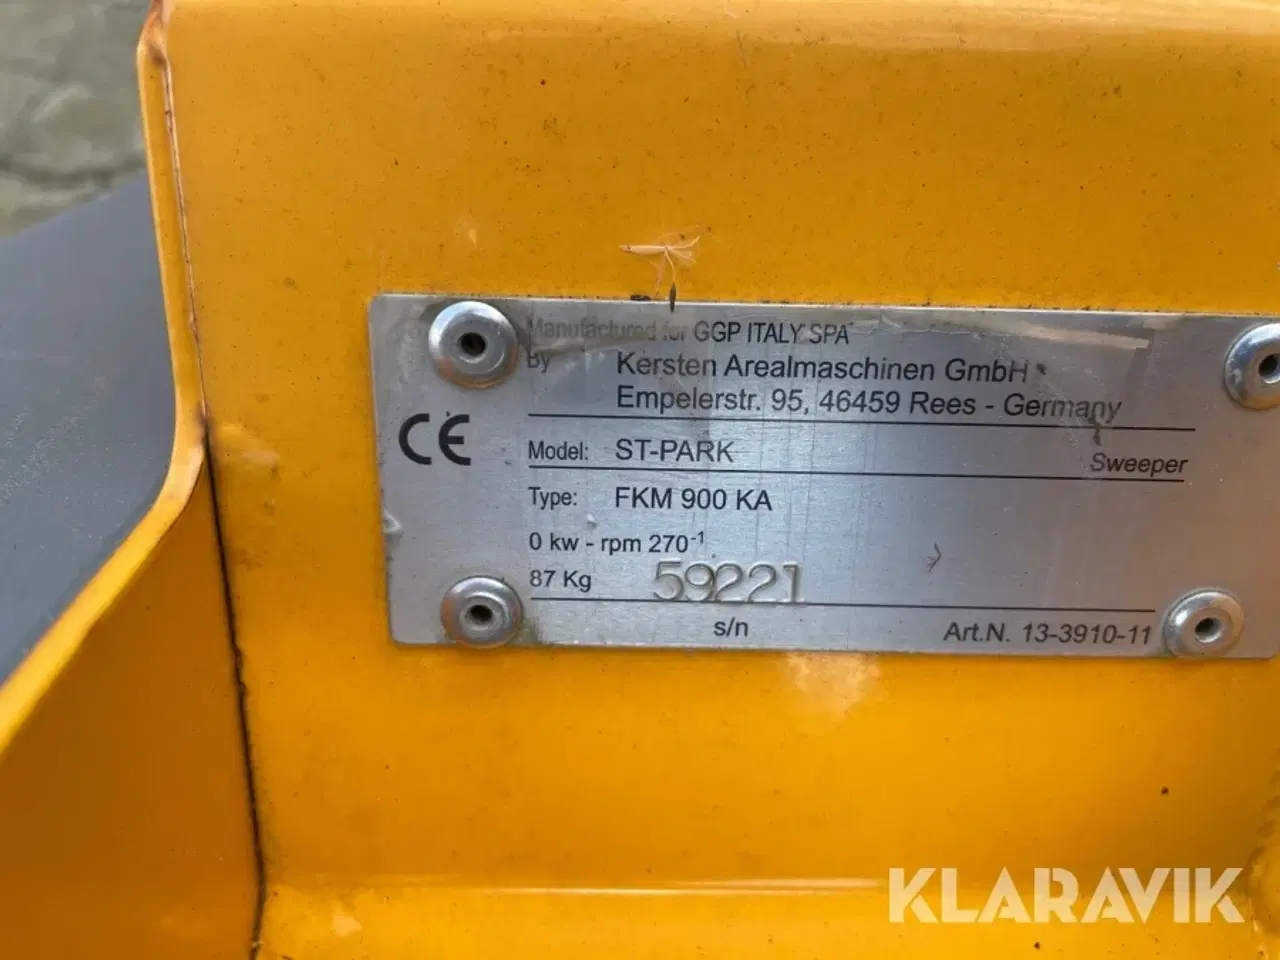 Manufactured for GGP ITALY SPA
By Kersten Arealmaschinen GmbH
Empelerstr. 95, 46459 Rees - Germany
CE
Model: ST-PARK
Sweeper
Type: FKM 900 KA
0 kw - rpm 270-1
87 Kg 59221
s/n Art.N. 13-3910-11
KLARAVIK